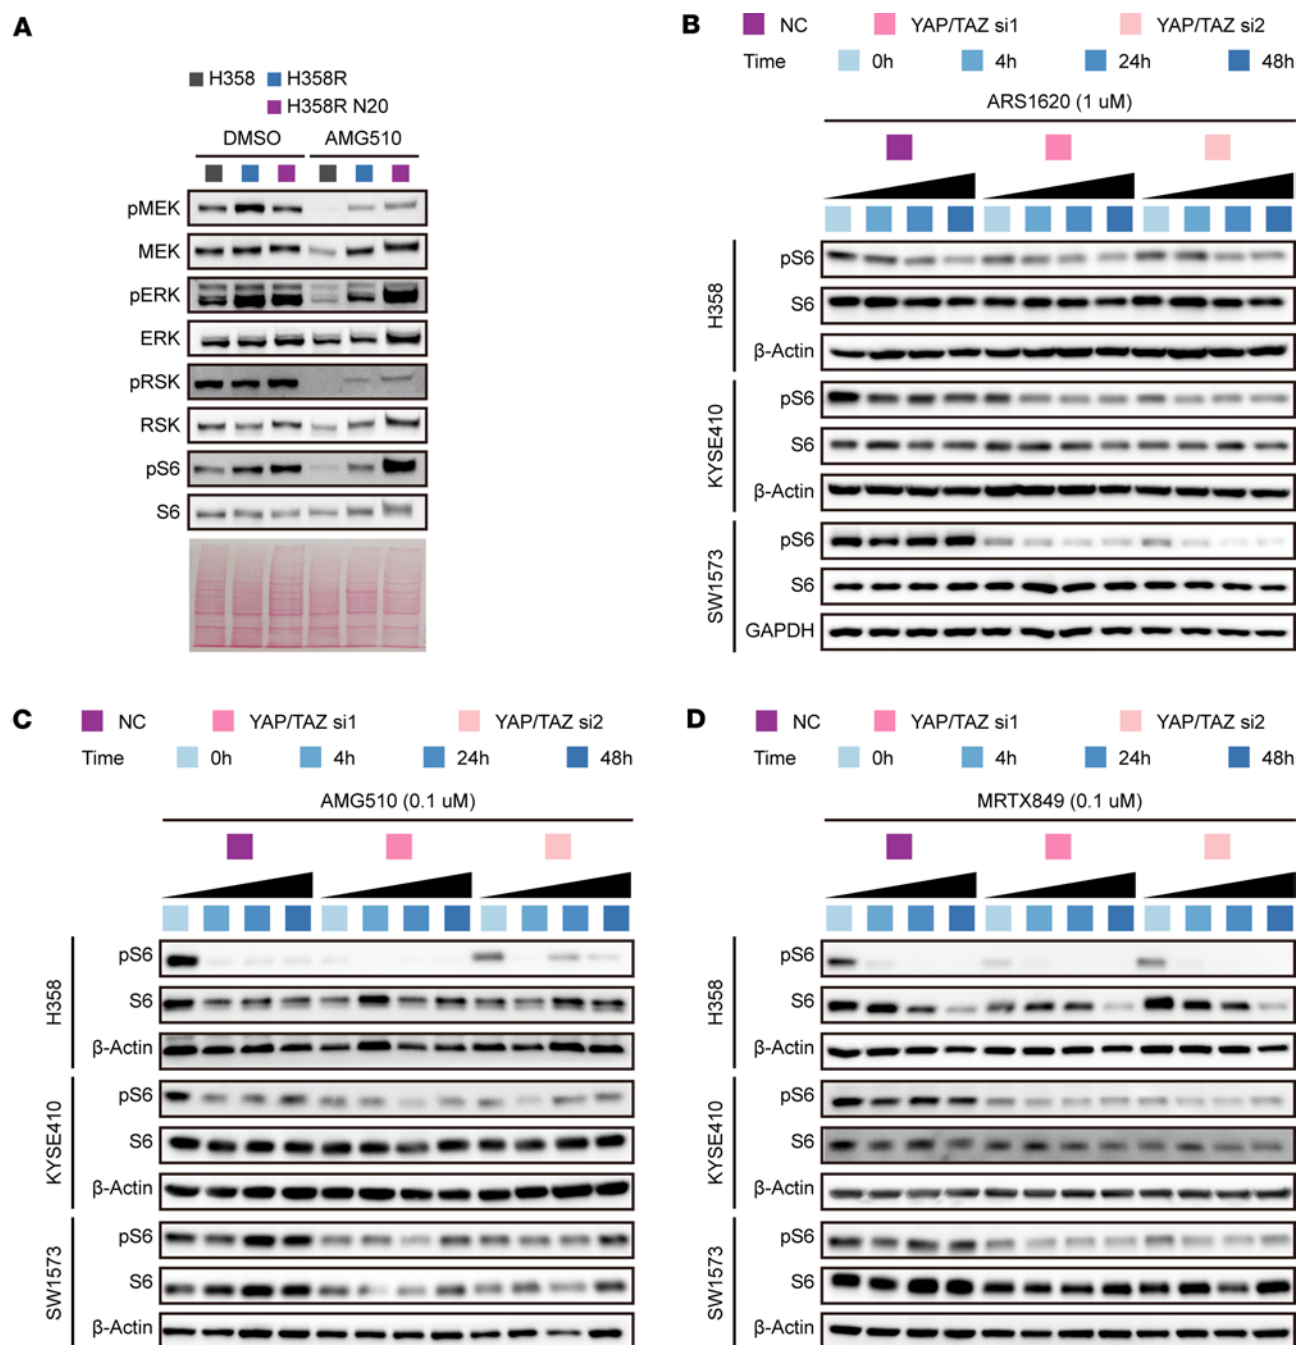 A
H358 H358R
H358R N20
DMSO AMG510
pMEK
MEK
pERK
ERK
pRSK
RSK
pS6
S6
B
NC YAP/TAZ si1 YAP/TAZ si2
Time 0h 4h 24h 48h
ARS1620 (1 uM)
H358
pS6
S6
β-Actin
KYSE410
pS6
S6
β-Actin
SW1573
pS6
S6
GAPDH
C
NC YAP/TAZ si1 YAP/TAZ si2
Time 0h 4h 24h 48h
AMG510 (0.1 uM)
H358
pS6
S6
β-Actin
KYSE410
pS6
S6
β-Actin
SW1573
pS6
S6
β-Actin
D
NC YAP/TAZ si1 YAP/TAZ si2
Time 0h 4h 24h 48h
MRTX849 (0.1 uM)
H358
pS6
S6
β-Actin
KYSE410
pS6
S6
β-Actin
SW1573
pS6
S6
β-Actin